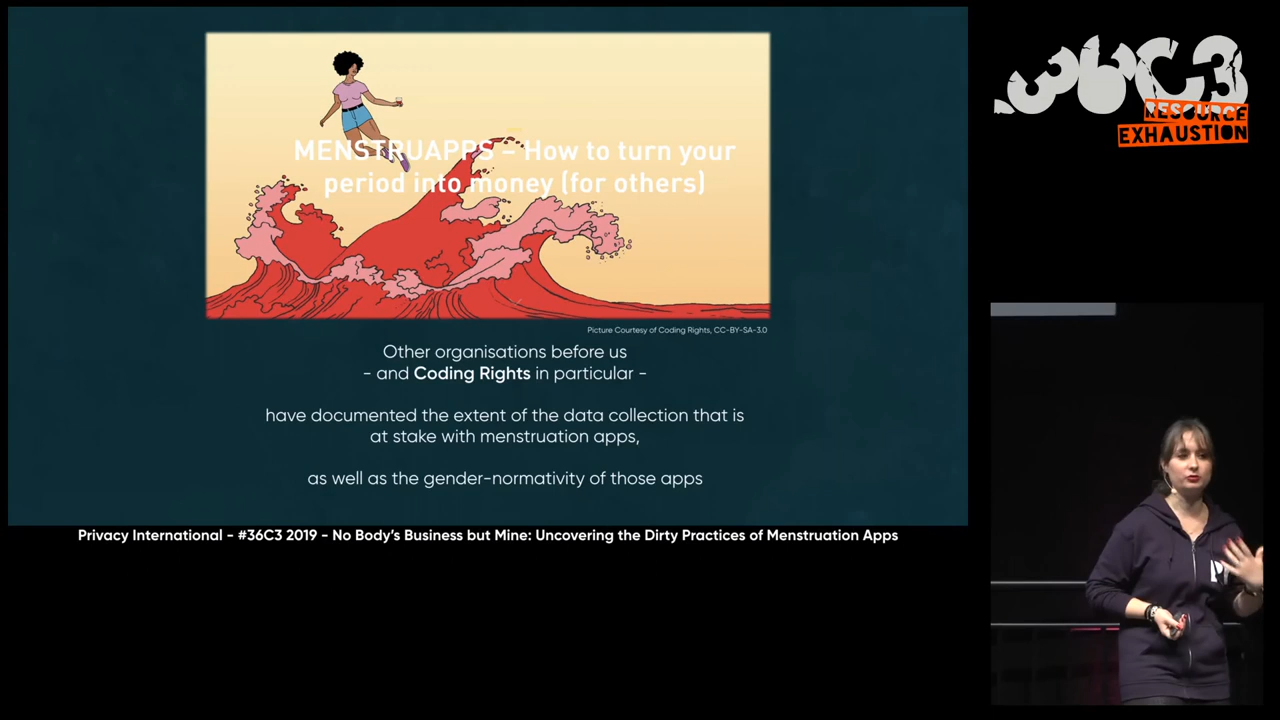 MENSTRUAPPS – How to turn your
period into money (for others)
Picture Courtesy of Coding Rights, CC-BY-SA-3.0
Other organisations before us
- and Coding Rights in particular -
have documented the extent of the data collection that is
at stake with menstruation apps,
as well as the gender-normativity of those apps
Privacy International - #36C3 2019 - No Body's Business but Mine: Uncovering the Dirty Practices of Menstruation Apps
36C3
RESOURCE
EXHAUSTION